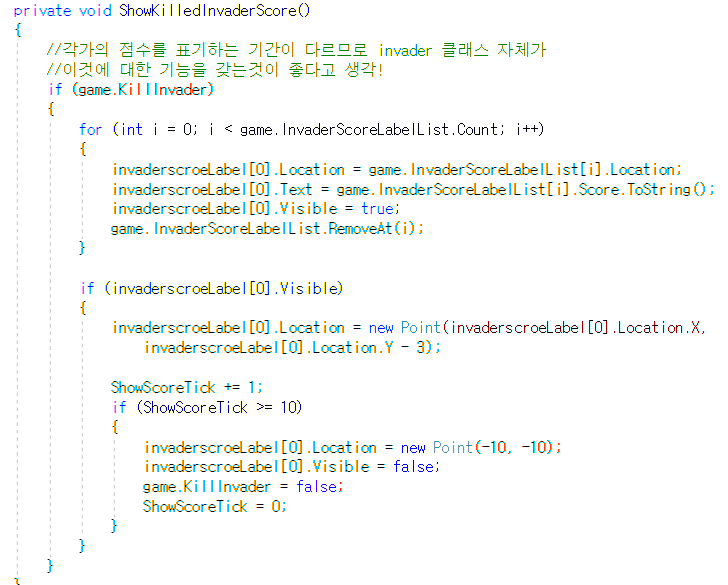 private void ShowKilledInvaderScore()
{
//각가의 점수를 표기하는 기간이 다르므로 invader 클래스 자체가
//이것에 대한 기능을 갖는것이 좋다고 생각!
if (game.KillInvader)
{
for (int i = 0; i < game.InvaderScoreLabelList.Count; i++)
{
invaderscroeLabel[0].Location = game.InvaderScoreLabelList[i].Location;
invaderscroeLabel[0].Text = game.InvaderScoreLabelList[i].Score.ToString();
invaderscroeLabel[0].Visible = true;
game.InvaderScoreLabelList.RemoveAt(i);
}
if (invaderscroeLabel[0].Visible)
{
invaderscroeLabel[0].Location = new Point(invaderscroeLabel[0].Location.X,
invaderscroeLabel[0].Location.Y - 3);
ShowScoreTick += 1;
if (ShowScoreTick >= 10)
{
invaderscroeLabel[0].Location = new Point(-10, -10);
invaderscroeLabel[0].Visible = false;
game.KillInvader = false;
ShowScoreTick = 0;
}
}
}